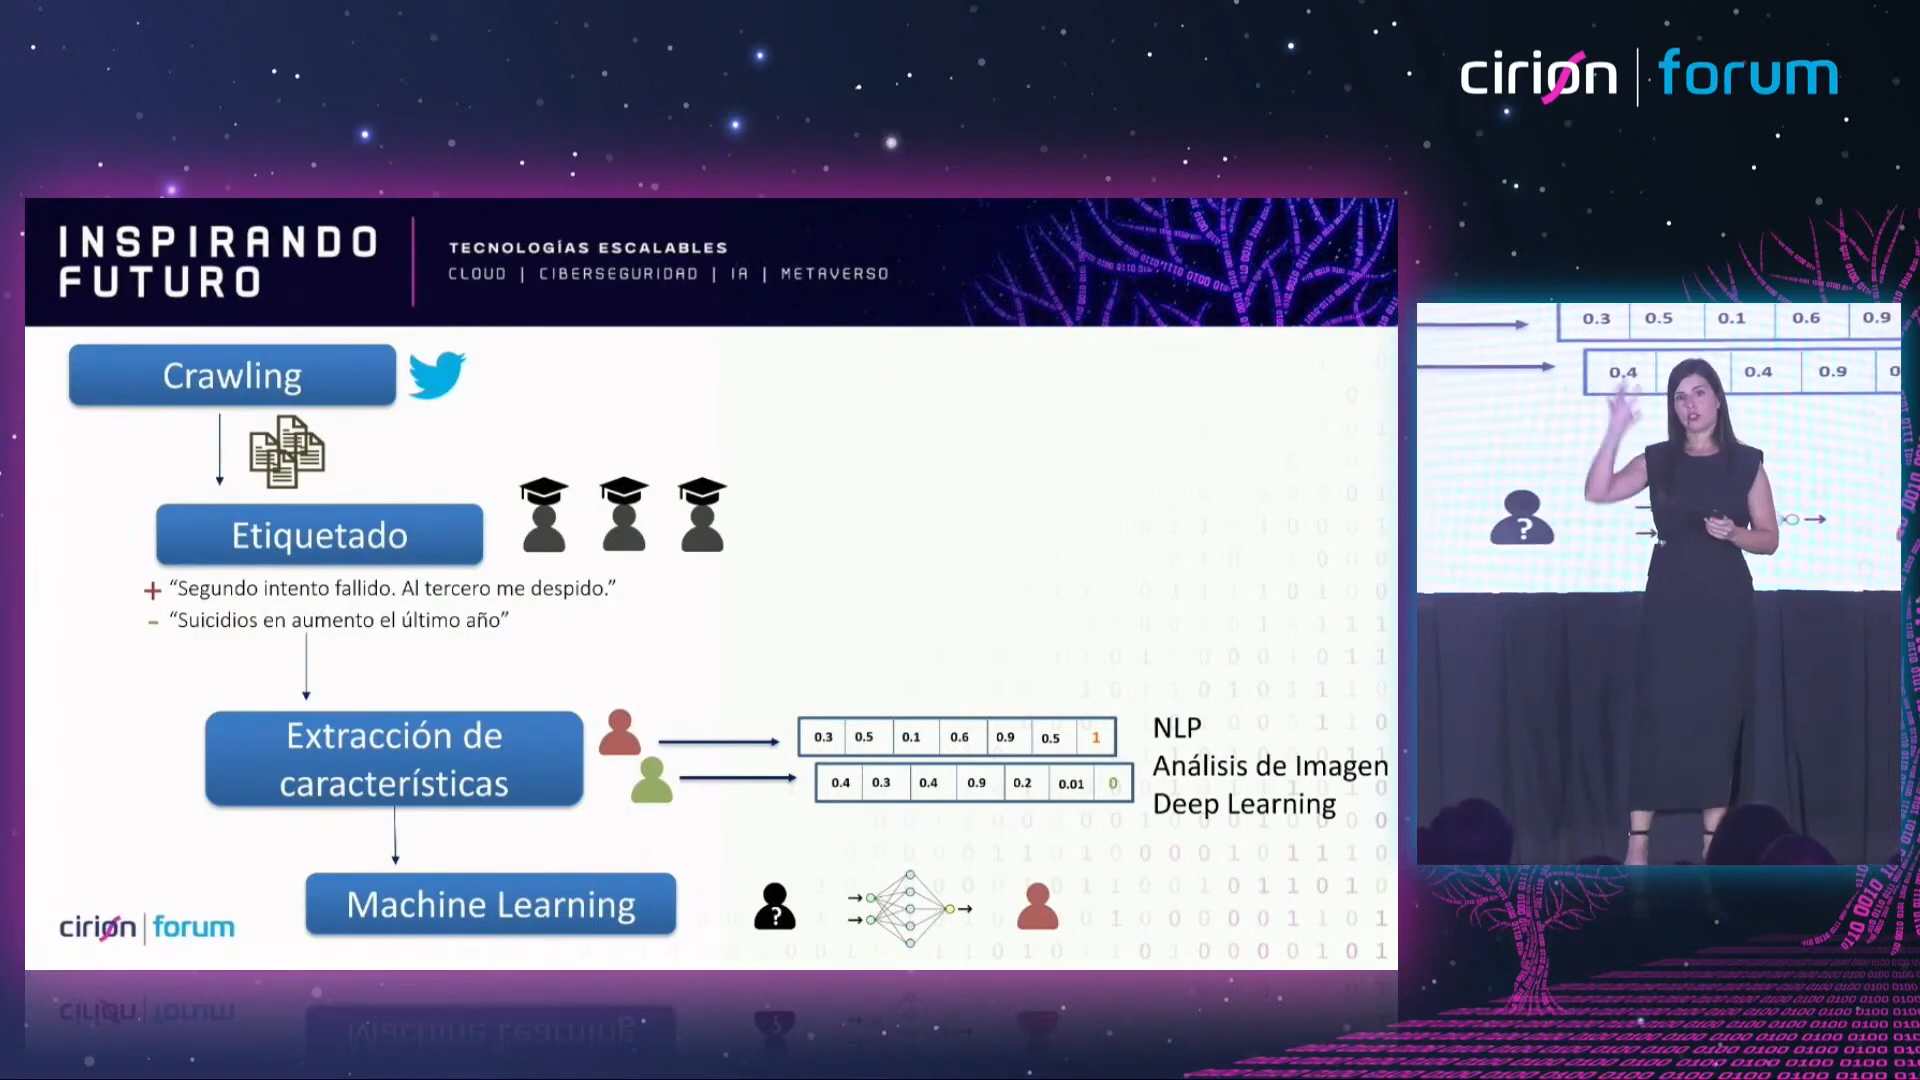 cirion | forum
INSPIRANDO
FUTURO
TECNOLOGÍAS ESCALABLES
CLOUD | CIBERSEGURIDAD | IA | METAVERSO
Crawling
Etiquetado
+ “Segundo intento fallido. Al tercero me despido.”
- “Suicidios en aumento el último año”
Extracción de
características
0.3 0.5 0.1 0.6 0.9 0.5 1
0.4 0.3 0.4 0.9 0.2 0.01 0
NLP
Análisis de Imagen
Deep Learning
Machine Learning
?
cirion | forum
0.3 0.5 0.1 0.6 0.9
0.4 0.4 0.9
?